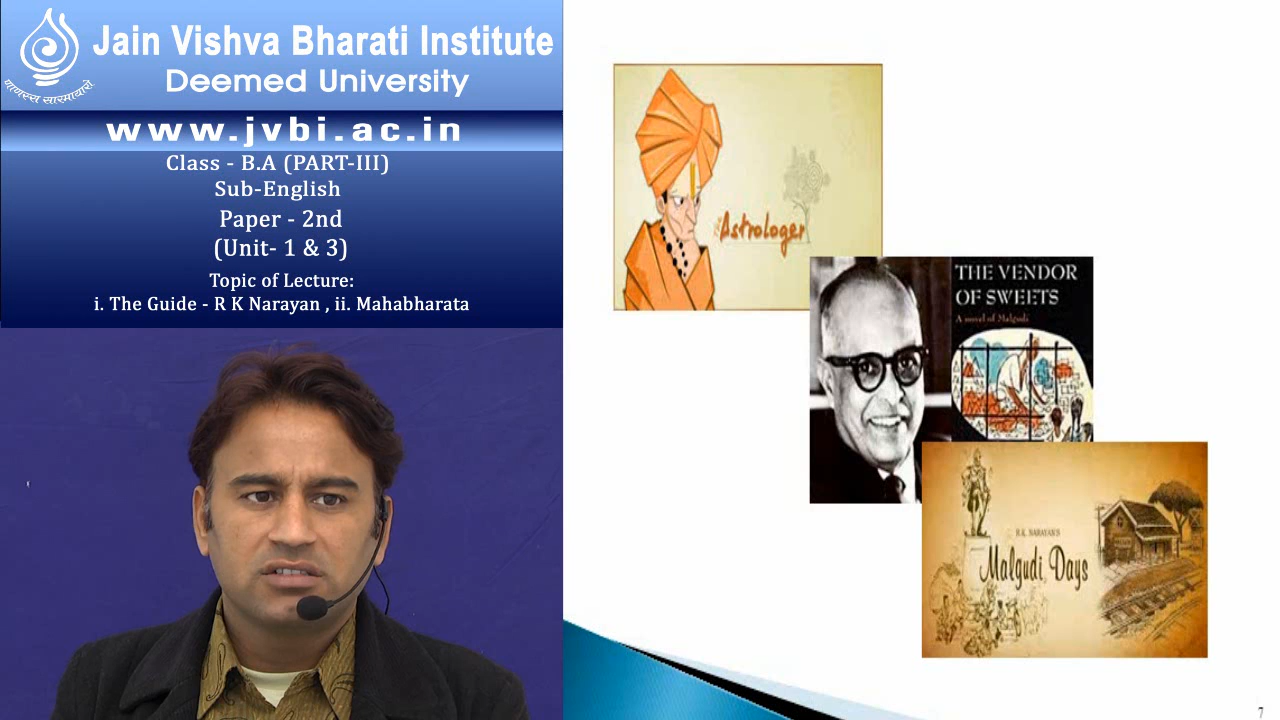 Jain Vishva Bharati Institute
Deemed University
www.jvbi.ac.in
Class - B.A (PART-III)
Sub-English
Paper - 2nd
(Unit- 1 & 3)
Topic of Lecture:
i. The Guide - R K Narayan , ii. Mahabharata
Astrologer
THE VENDOR
OF SWEETS
A novel of Malgudi
R.K. NARAYAN'S
Malgudi Days
7